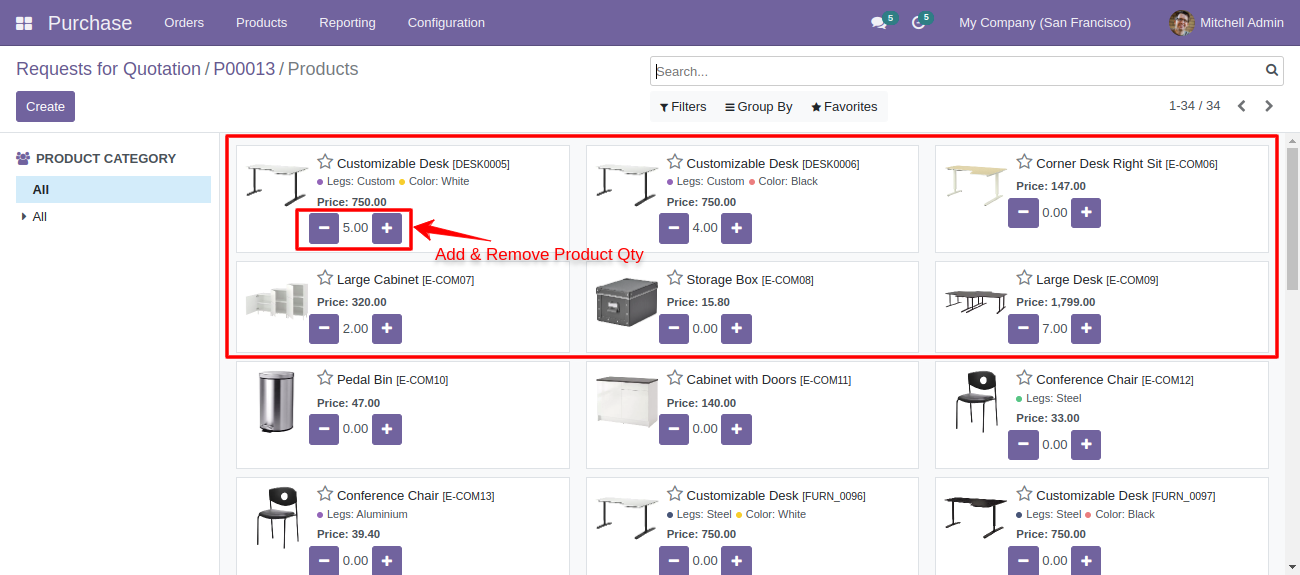 Purchase Orders Products Reporting Configuration 5 5 My Company (San Francisco) Mitchell Admin
Requests for Quotation / P00013 / Products
Search...
Create
Filters Group By Favorites 1-34 / 34
PRODUCT CATEGORY
All
All
Customizable Desk [DESK0005]
Legs: Custom Color: White
Price: 750.00
5.00
Customizable Desk [DESK0006]
Legs: Custom Color: Black
Price: 750.00
4.00
Corner Desk Right Sit [E-COM06]
Price: 147.00
0.00
Add & Remove Product Qty
Large Cabinet [E-COM07]
Price: 320.00
2.00
Storage Box [E-COM08]
Price: 15.80
0.00
Large Desk [E-COM09]
Price: 1,799.00
7.00
Pedal Bin [E-COM10]
Price: 47.00
0.00
Cabinet with Doors [E-COM11]
Price: 140.00
0.00
Conference Chair [E-COM12]
Legs: Steel
Price: 33.00
0.00
Conference Chair [E-COM13]
Legs: Aluminium
Price: 39.40
0.00
Customizable Desk [FURN_0096]
Legs: Steel Color: White
Price: 750.00
0.00
Customizable Desk [FURN_0097]
Legs: Steel Color: Black
Price: 750.00
0.00